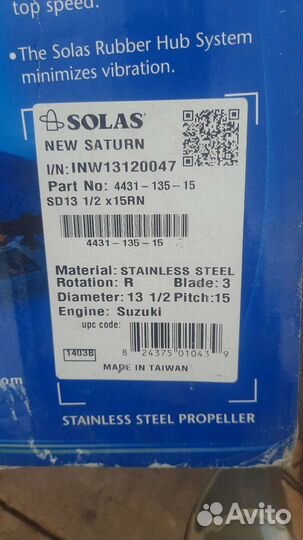 top speed.
•The Solas Rubber Hub System
minimizes vibration.
SOLAS
NEW SATURN
I/N: INW13120047
Part No: 4431-135-15
SD13 1/2 x15RN
4431-135-15
Material: STAINLESS STEEL
Rotation: R Blade: 3
Diameter: 13 1/2 Pitch: 15
Engine: Suzuki
upc code:
1403B
8 24375 01043 9
MADE IN TAIWAN
om
STAINLESS STEEL PROPELLER
Avito